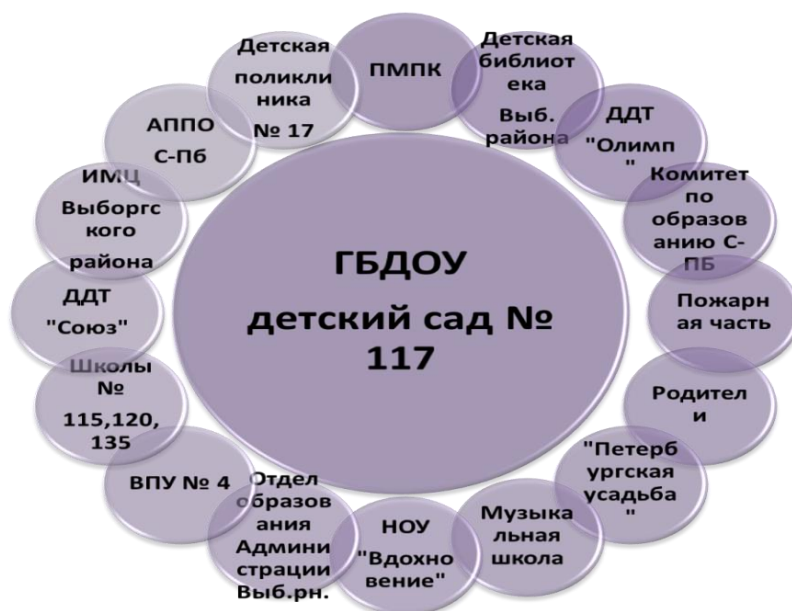 ПМПК
Детская
библиот
ека
Выб.
района
ДДТ
"Олимп
"
Комитет
по
образов
анию С-
ПБ
Пожарн
ая часть
Родител
и
"Петерб
ургская
усадьба
"
Музыка
льная
школа
НОУ
"Вдохно
вение"
Отдел
образов
ания
Админи
страции
Выб.рн.
ВПУ № 4
Школы
№
115,120,
135
ДДТ
"Союз"
ИМЦ
Выборгс
кого
района
АППО
С-Пб
Детская
поликли
ника
№ 17
ГБДОУ
детский сад №
117